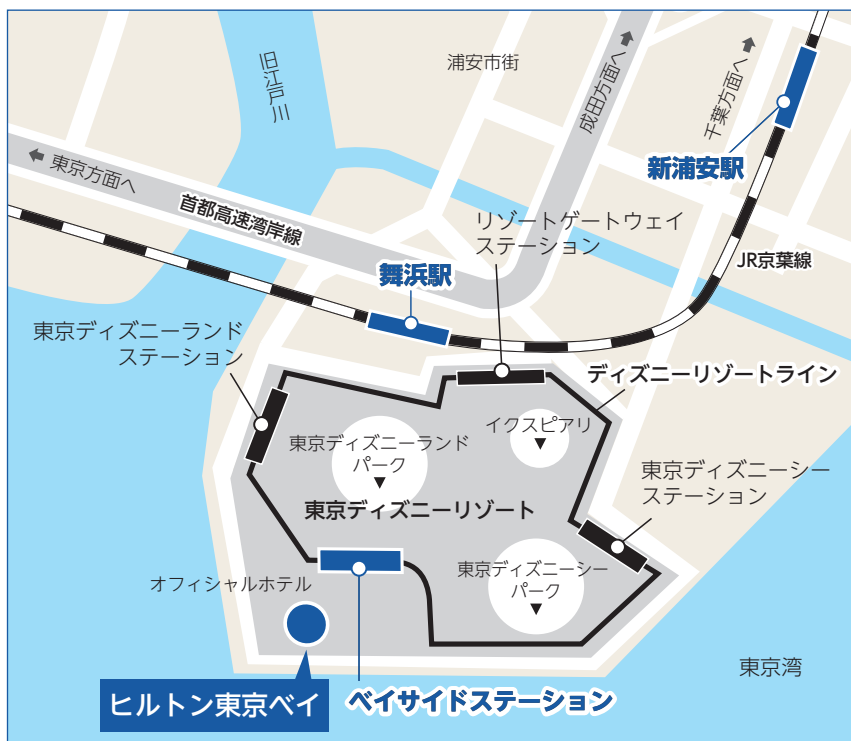 旧江戸川
浦安市街
成田方面へ
千葉方面へ
新浦安駅
東京方面へ
首都高速湾岸線
リゾートゲートウェイ
ステーション
JR京葉線
舞浜駅
東京ディズニーランド
ステーション
ディズニーリゾートライン
イクスピアリ
東京ディズニーランド
パーク
東京ディズニーシー
ステーション
東京ディズニーリゾート
オフィシャルホテル
東京ディズニーシー
パーク
東京湾
ヒルトン東京ベイ
ベイサイドステーション